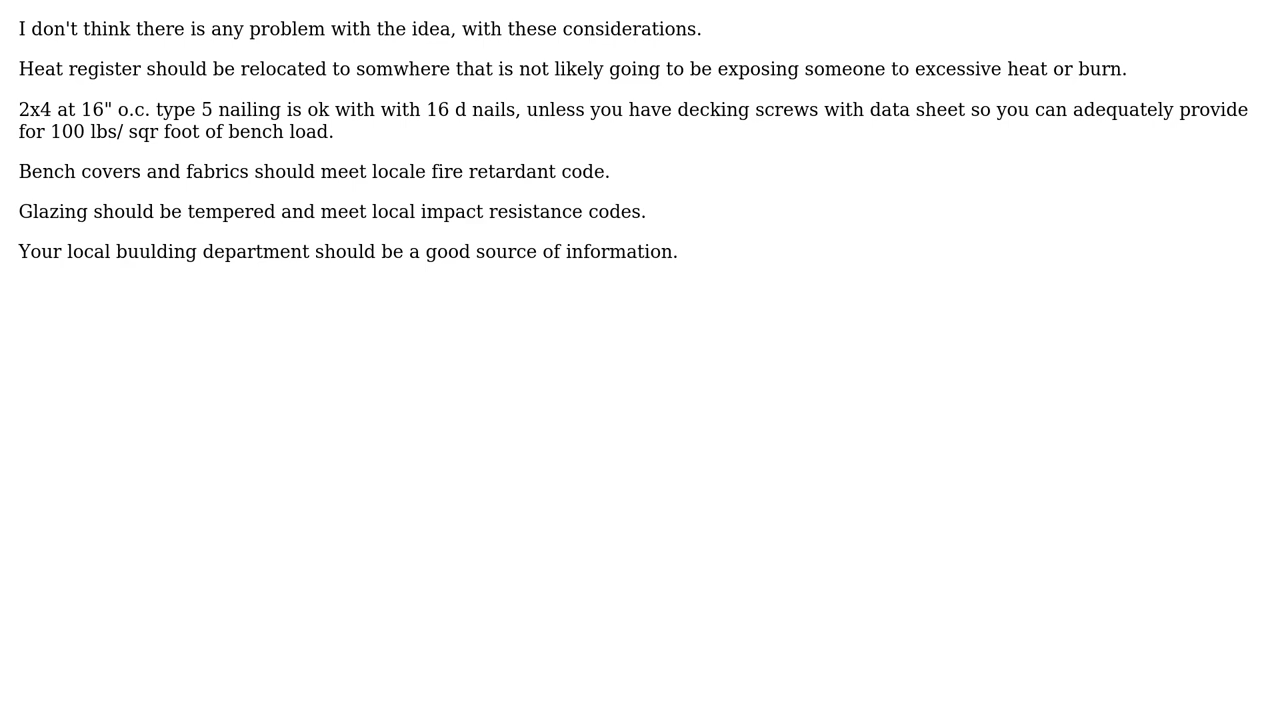 I don't think there is any problem with the idea, with these considerations.
Heat register should be relocated to somwhere that is not likely going to be exposing someone to excessive heat or burn.
2x4 at 16" o.c. type 5 nailing is ok with with 16 d nails, unless you have decking screws with data sheet so you can adequately provide
for 100 lbs/ sqr foot of bench load.
Bench covers and fabrics should meet locale fire retardant code.
Glazing should be tempered and meet local impact resistance codes.
Your local buulding department should be a good source of information.